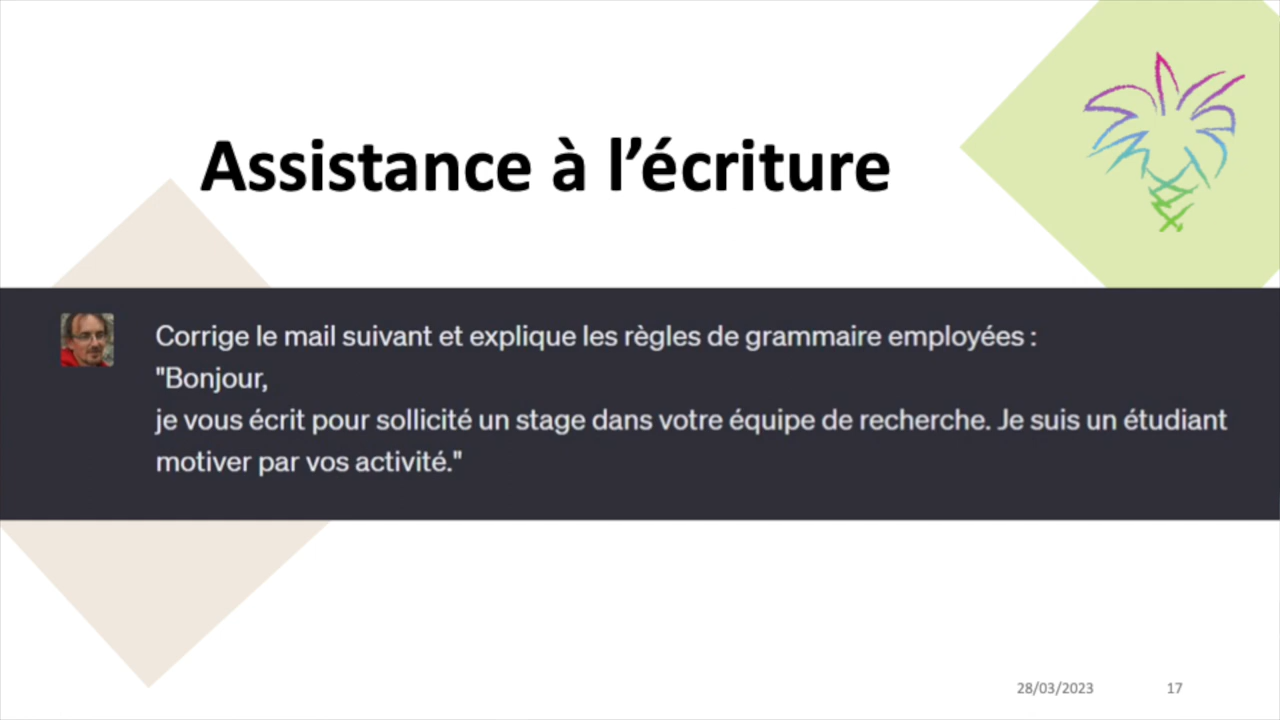 Assistance à l’écriture
Corrige le mail suivant et explique les règles de grammaire employées :
"Bonjour,
je vous écrit pour sollicité un stage dans votre équipe de recherche. Je suis un étudiant
motiver par vos activité."
28/03/2023
17